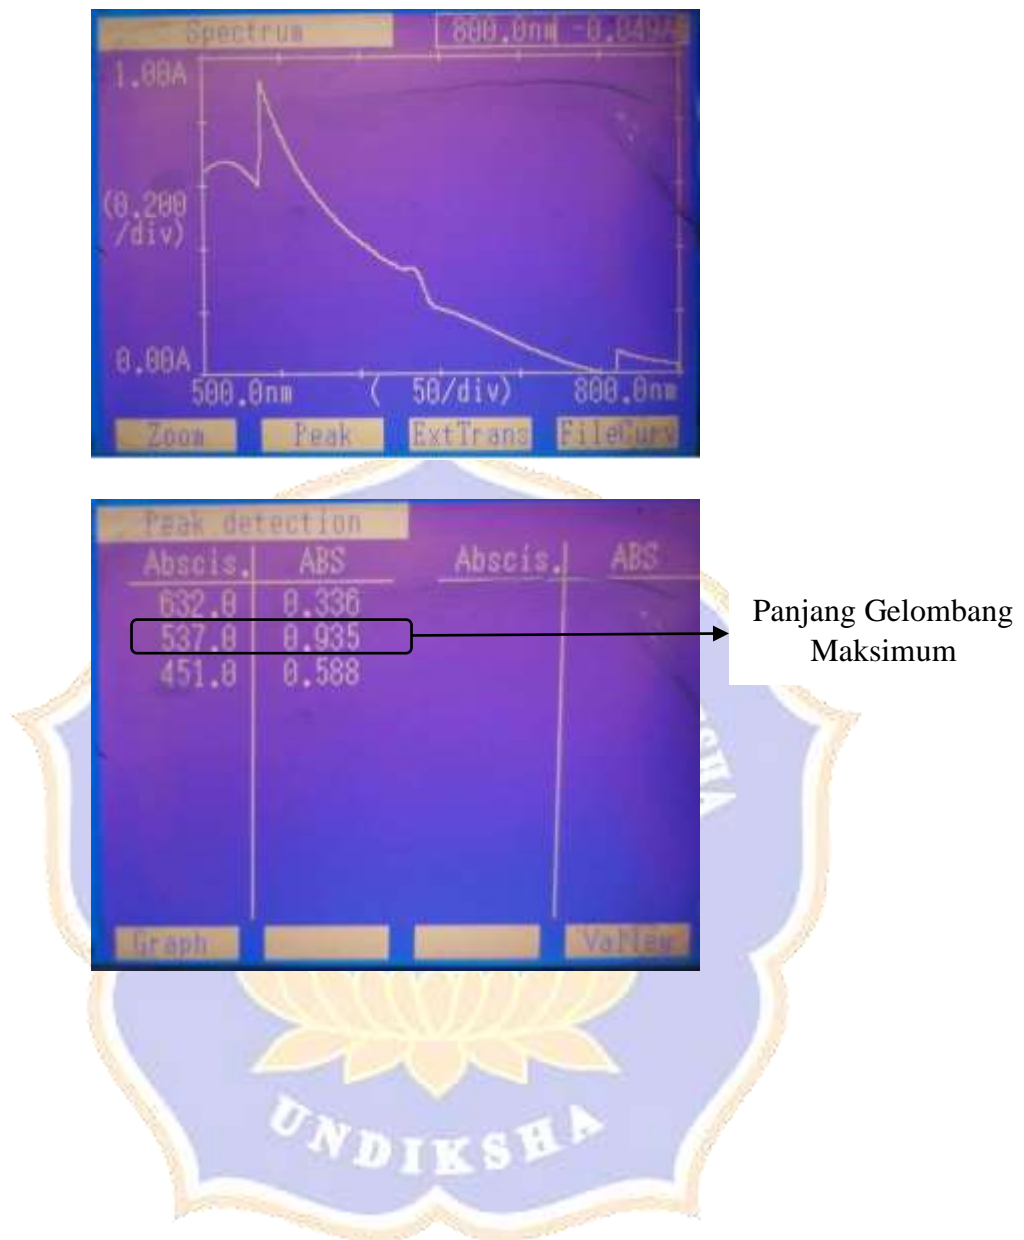 Spectrum 800.0nm -0.049A
1.00A
(0.200
/div)
0.00A
500.0nm ( 50/div) 800.0nm
Zoom Peak ExtTrans FileCurv
Peak detection
Abscis. ABS Abscis. ABS
632.0 0.336
537.0 0.935
451.0 0.588
Panjang Gelombang
Maksimum
Graph Valley
UNDIKSHA